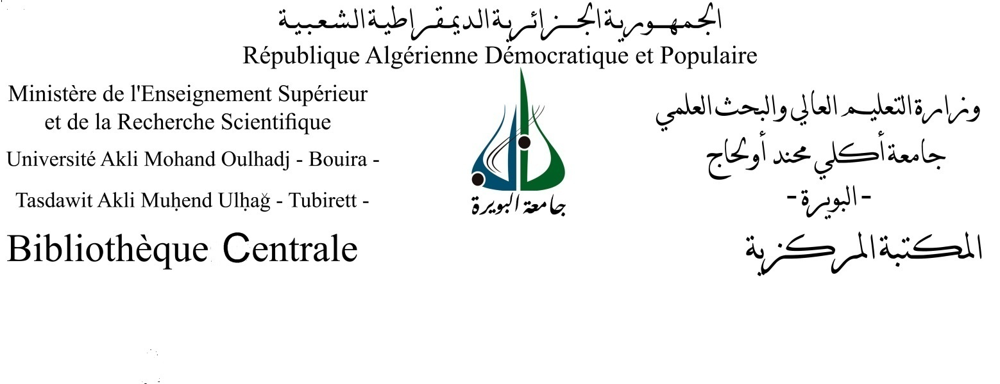 الجمهورية الجزائرية الديمقراطية الشعبية
République Algérienne Démocratique et Populaire
Ministère de l'Enseignement Supérieur
et de la Recherche Scientifique
Université Akli Mohand Oulhadj - Bouira -
Tasdawit Akli Muḥend Ulḥağ - Tubirett -
Bibliothèque Centrale
جامعة البويرة
وزارة التعليم العالي والبحث العلمي
جامعة أكلي محند أولحاج
- البويرة -
المكتبة المركزية